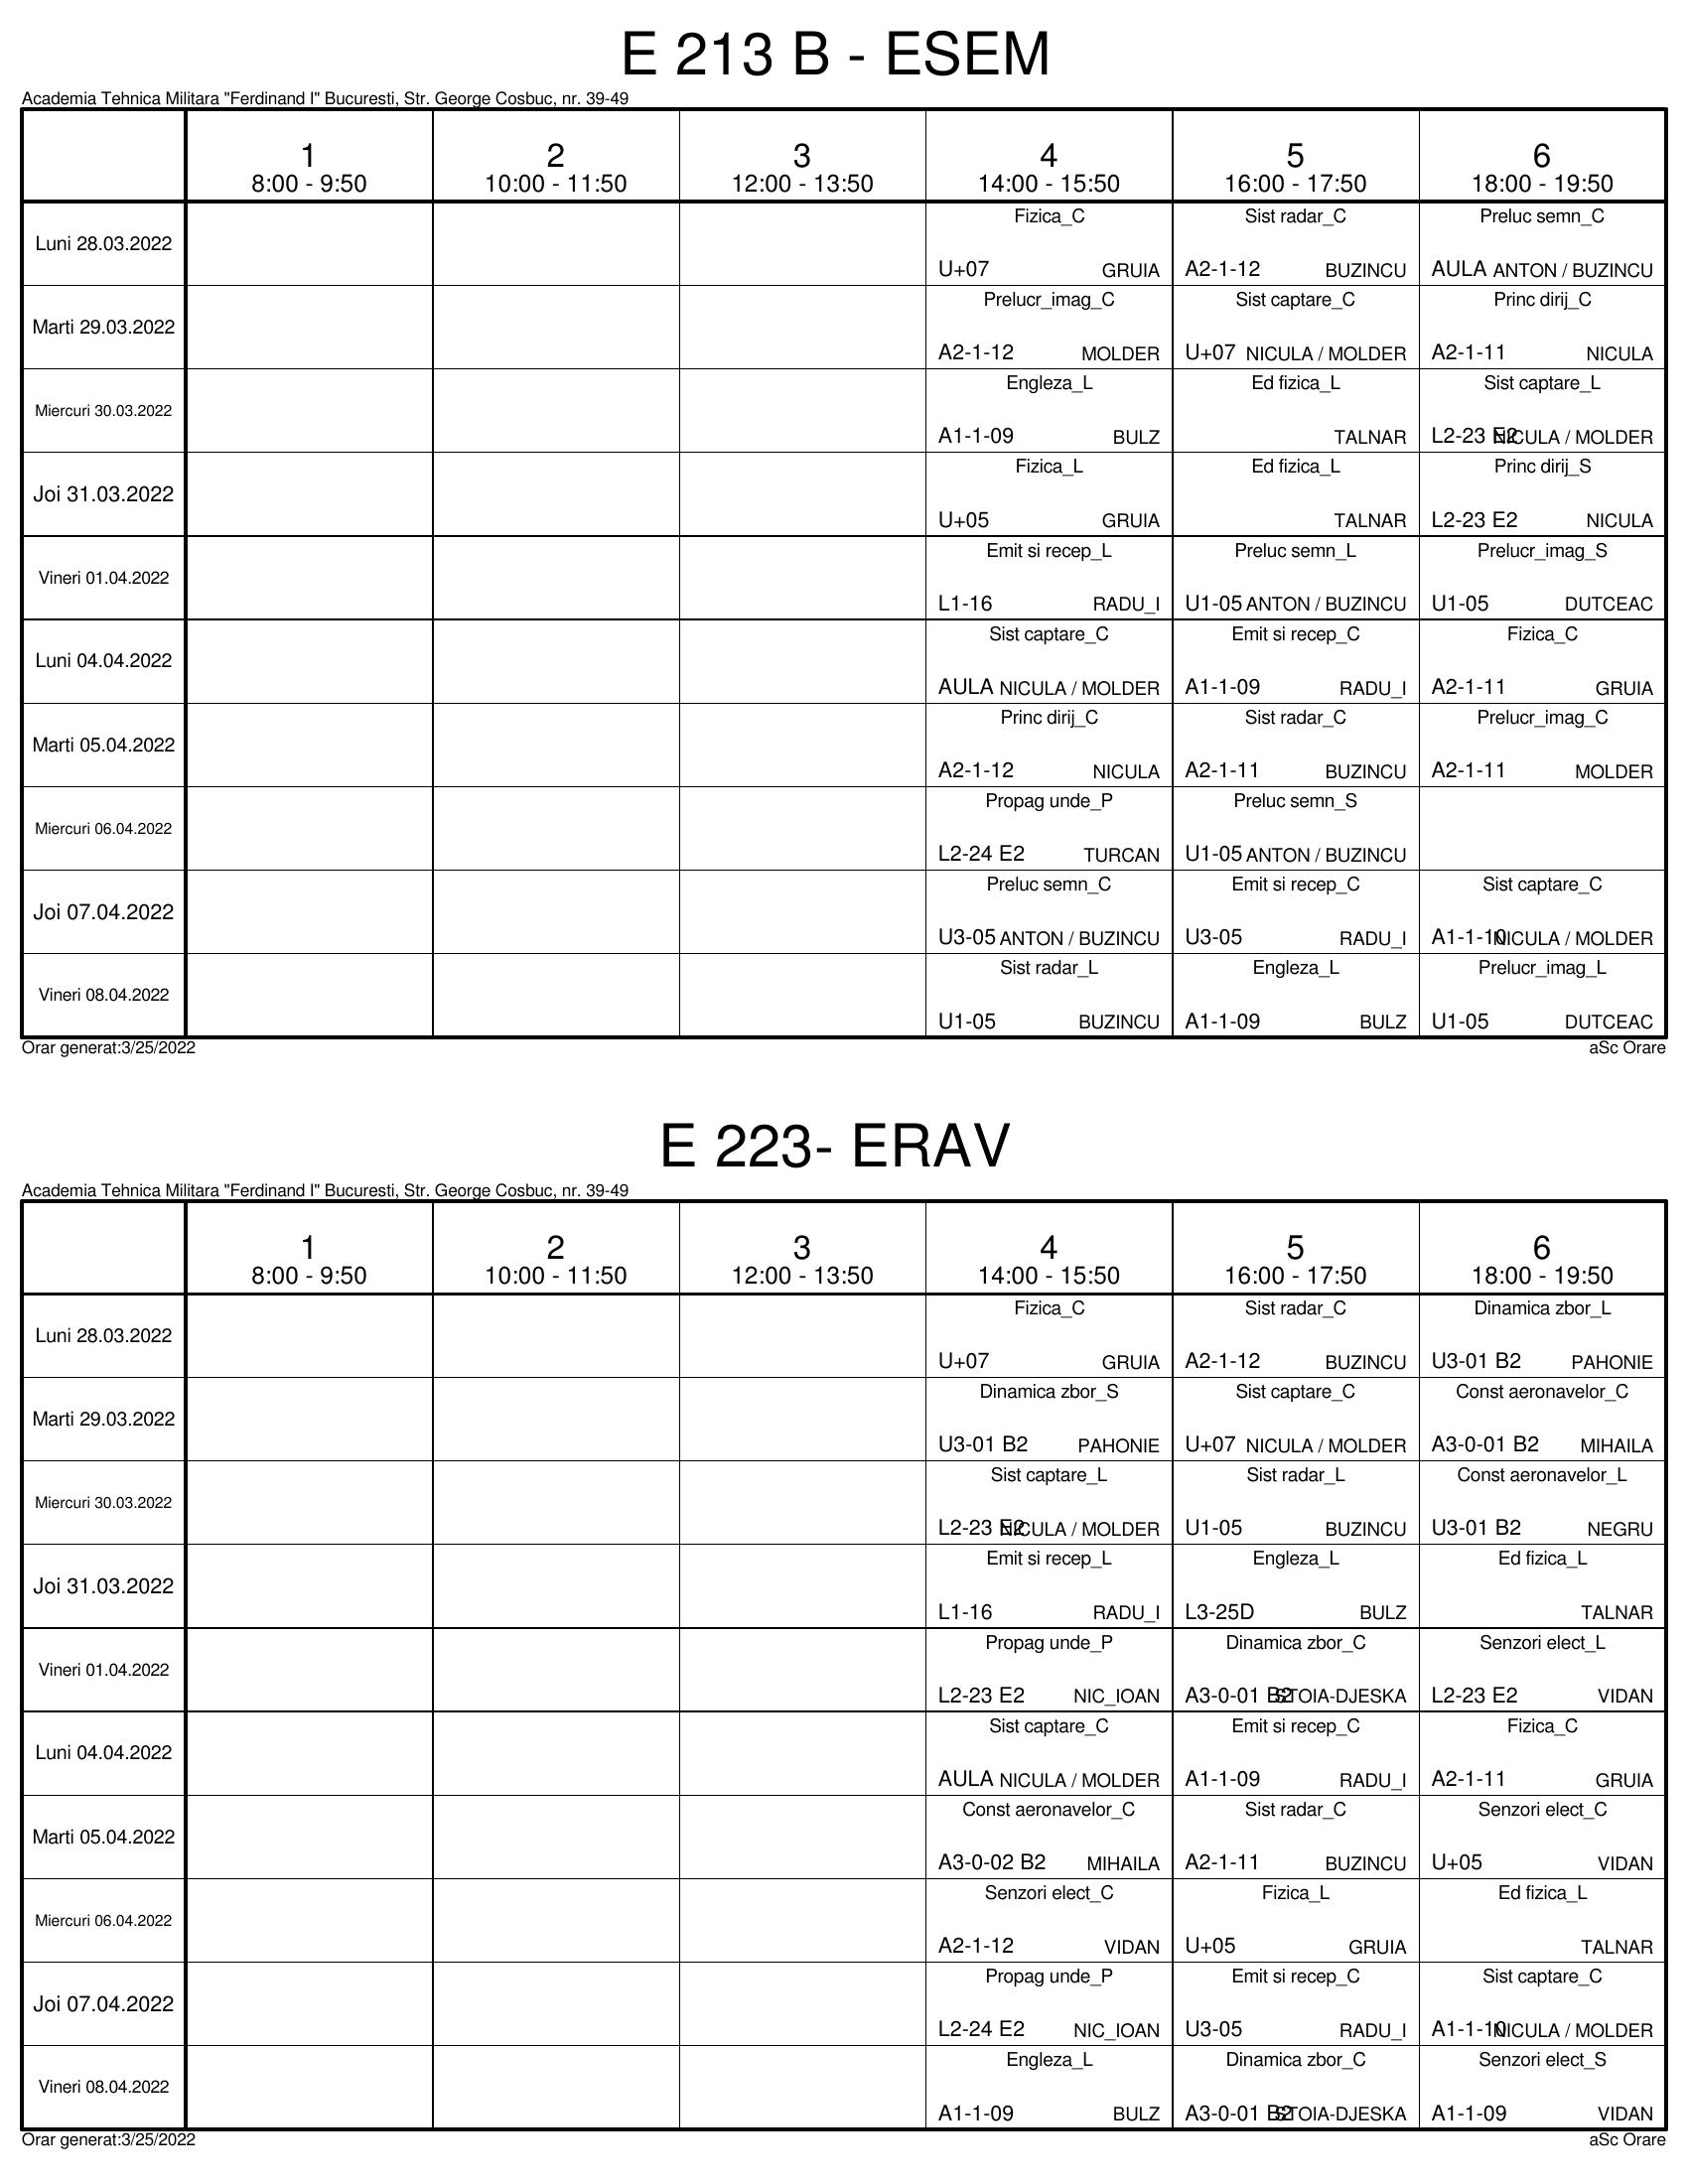 E 213 B - ESEM
Academia Tehnica Militara "Ferdinand I" Bucuresti, Str. George Cosbuc, nr. 39-49
1 2 3 4 5 6
8:00 - 9:50 10:00 - 11:50 12:00 - 13:50 14:00 - 15:50 16:00 - 17:50 18:00 - 19:50
Luni 28.03.2022
Fizica_C Sist radar_C Preluc semn_C
U+07 GRUIA A2-1-12 BUZINCU AULA ANTON / BUZINCU
Marti 29.03.2022
Prelucr_imag_C Sist captare_C Princ dirij_C
A2-1-12 MOLDER U+07 NICULA / MOLDER A2-1-11 NICULA
Miercuri 30.03.2022
Engleza_L Ed fizica_L Sist captare_L
A1-1-09 BULZ TALNAR L2-23 E2 NICULA / MOLDER
Joi 31.03.2022
Fizica_L Ed fizica_L Princ dirij_S
U+05 GRUIA TALNAR L2-23 E2 NICULA
Vineri 01.04.2022
Emit si recep_L Preluc semn_L Prelucr_imag_S
L1-16 RADU_I U1-05 ANTON / BUZINCU U1-05 DUTCEAC
Luni 04.04.2022
Sist captare_C Emit si recep_C Fizica_C
AULA NICULA / MOLDER A1-1-09 RADU_I A2-1-11 GRUIA
Marti 05.04.2022
Princ dirij_C Sist radar_C Prelucr_imag_C
A2-1-12 NICULA A2-1-11 BUZINCU A2-1-11 MOLDER
Miercuri 06.04.2022
Propag unde_P Preluc semn_S
L2-24 E2 TURCAN U1-05 ANTON / BUZINCU
Joi 07.04.2022
Preluc semn_C Emit si recep_C Sist captare_C
U3-05 ANTON / BUZINCU U3-05 RADU_I A1-1-10 NICULA / MOLDER
Vineri 08.04.2022
Sist radar_L Engleza_L Prelucr_imag_L
U1-05 BUZINCU A1-1-09 BULZ U1-05 DUTCEAC
Orar generat:3/25/2022 aSc Orare
E 223- ERAV
Academia Tehnica Militara "Ferdinand I" Bucuresti, Str. George Cosbuc, nr. 39-49
1 2 3 4 5 6
8:00 - 9:50 10:00 - 11:50 12:00 - 13:50 14:00 - 15:50 16:00 - 17:50 18:00 - 19:50
Luni 28.03.2022
Fizica_C Sist radar_C Dinamica zbor_L
U+07 GRUIA A2-1-12 BUZINCU U3-01 B2 PAHONIE
Marti 29.03.2022
Dinamica zbor_S Sist captare_C Const aeronavelor_C
U3-01 B2 PAHONIE U+07 NICULA / MOLDER A3-0-01 B2 MIHAILA
Miercuri 30.03.2022
Sist captare_L Sist radar_L Const aeronavelor_L
L2-23 E2 NICULA / MOLDER U1-05 BUZINCU U3-01 B2 NEGRU
Joi 31.03.2022
Emit si recep_L Engleza_L Ed fizica_L
L1-16 RADU_I L3-25D BULZ TALNAR
Vineri 01.04.2022
Propag unde_P Dinamica zbor_C Senzori elect_L
L2-23 E2 NIC_IOAN A3-0-01 B2 STOIA-DJESKA L2-23 E2 VIDAN
Luni 04.04.2022
Sist captare_C Emit si recep_C Fizica_C
AULA NICULA / MOLDER A1-1-09 RADU_I A2-1-11 GRUIA
Marti 05.04.2022
Const aeronavelor_C Sist radar_C Senzori elect_C
A3-0-02 B2 MIHAILA A2-1-11 BUZINCU U+05 VIDAN
Miercuri 06.04.2022
Senzori elect_C Fizica_L Ed fizica_L
A2-1-12 VIDAN U+05 GRUIA TALNAR
Joi 07.04.2022
Propag unde_P Emit si recep_C Sist captare_C
L2-24 E2 NIC_IOAN U3-05 RADU_I A1-1-10 NICULA / MOLDER
Vineri 08.04.2022
Engleza_L Dinamica zbor_C Senzori elect_S
A1-1-09 BULZ A3-0-01 B2 STOIA-DJESKA A1-1-09 VIDAN
Orar generat:3/25/2022 aSc Orare